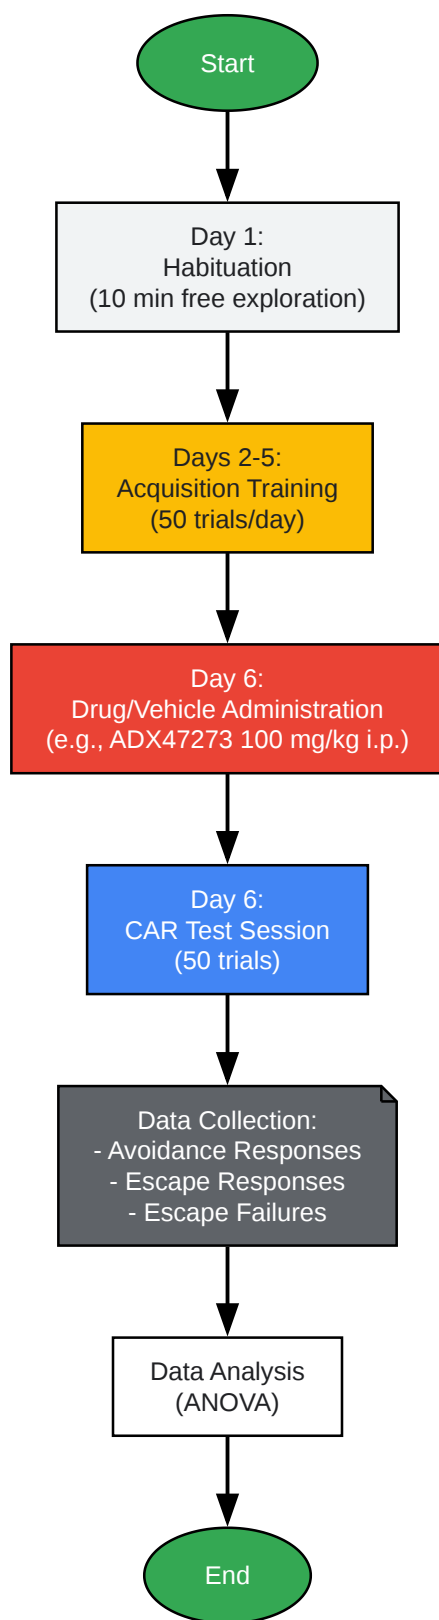 Start
Day 1:
Habituation
(10 min free exploration)
Days 2-5:
Acquisition Training
(50 trials/day)
Day 6:
Drug/Vehicle Administration
(e.g., ADX47273 100 mg/kg i.p.)
Day 6:
CAR Test Session
(50 trials)
Data Collection:
- Avoidance Responses
- Escape Responses
- Escape Failures
Data Analysis
(ANOVA)
End